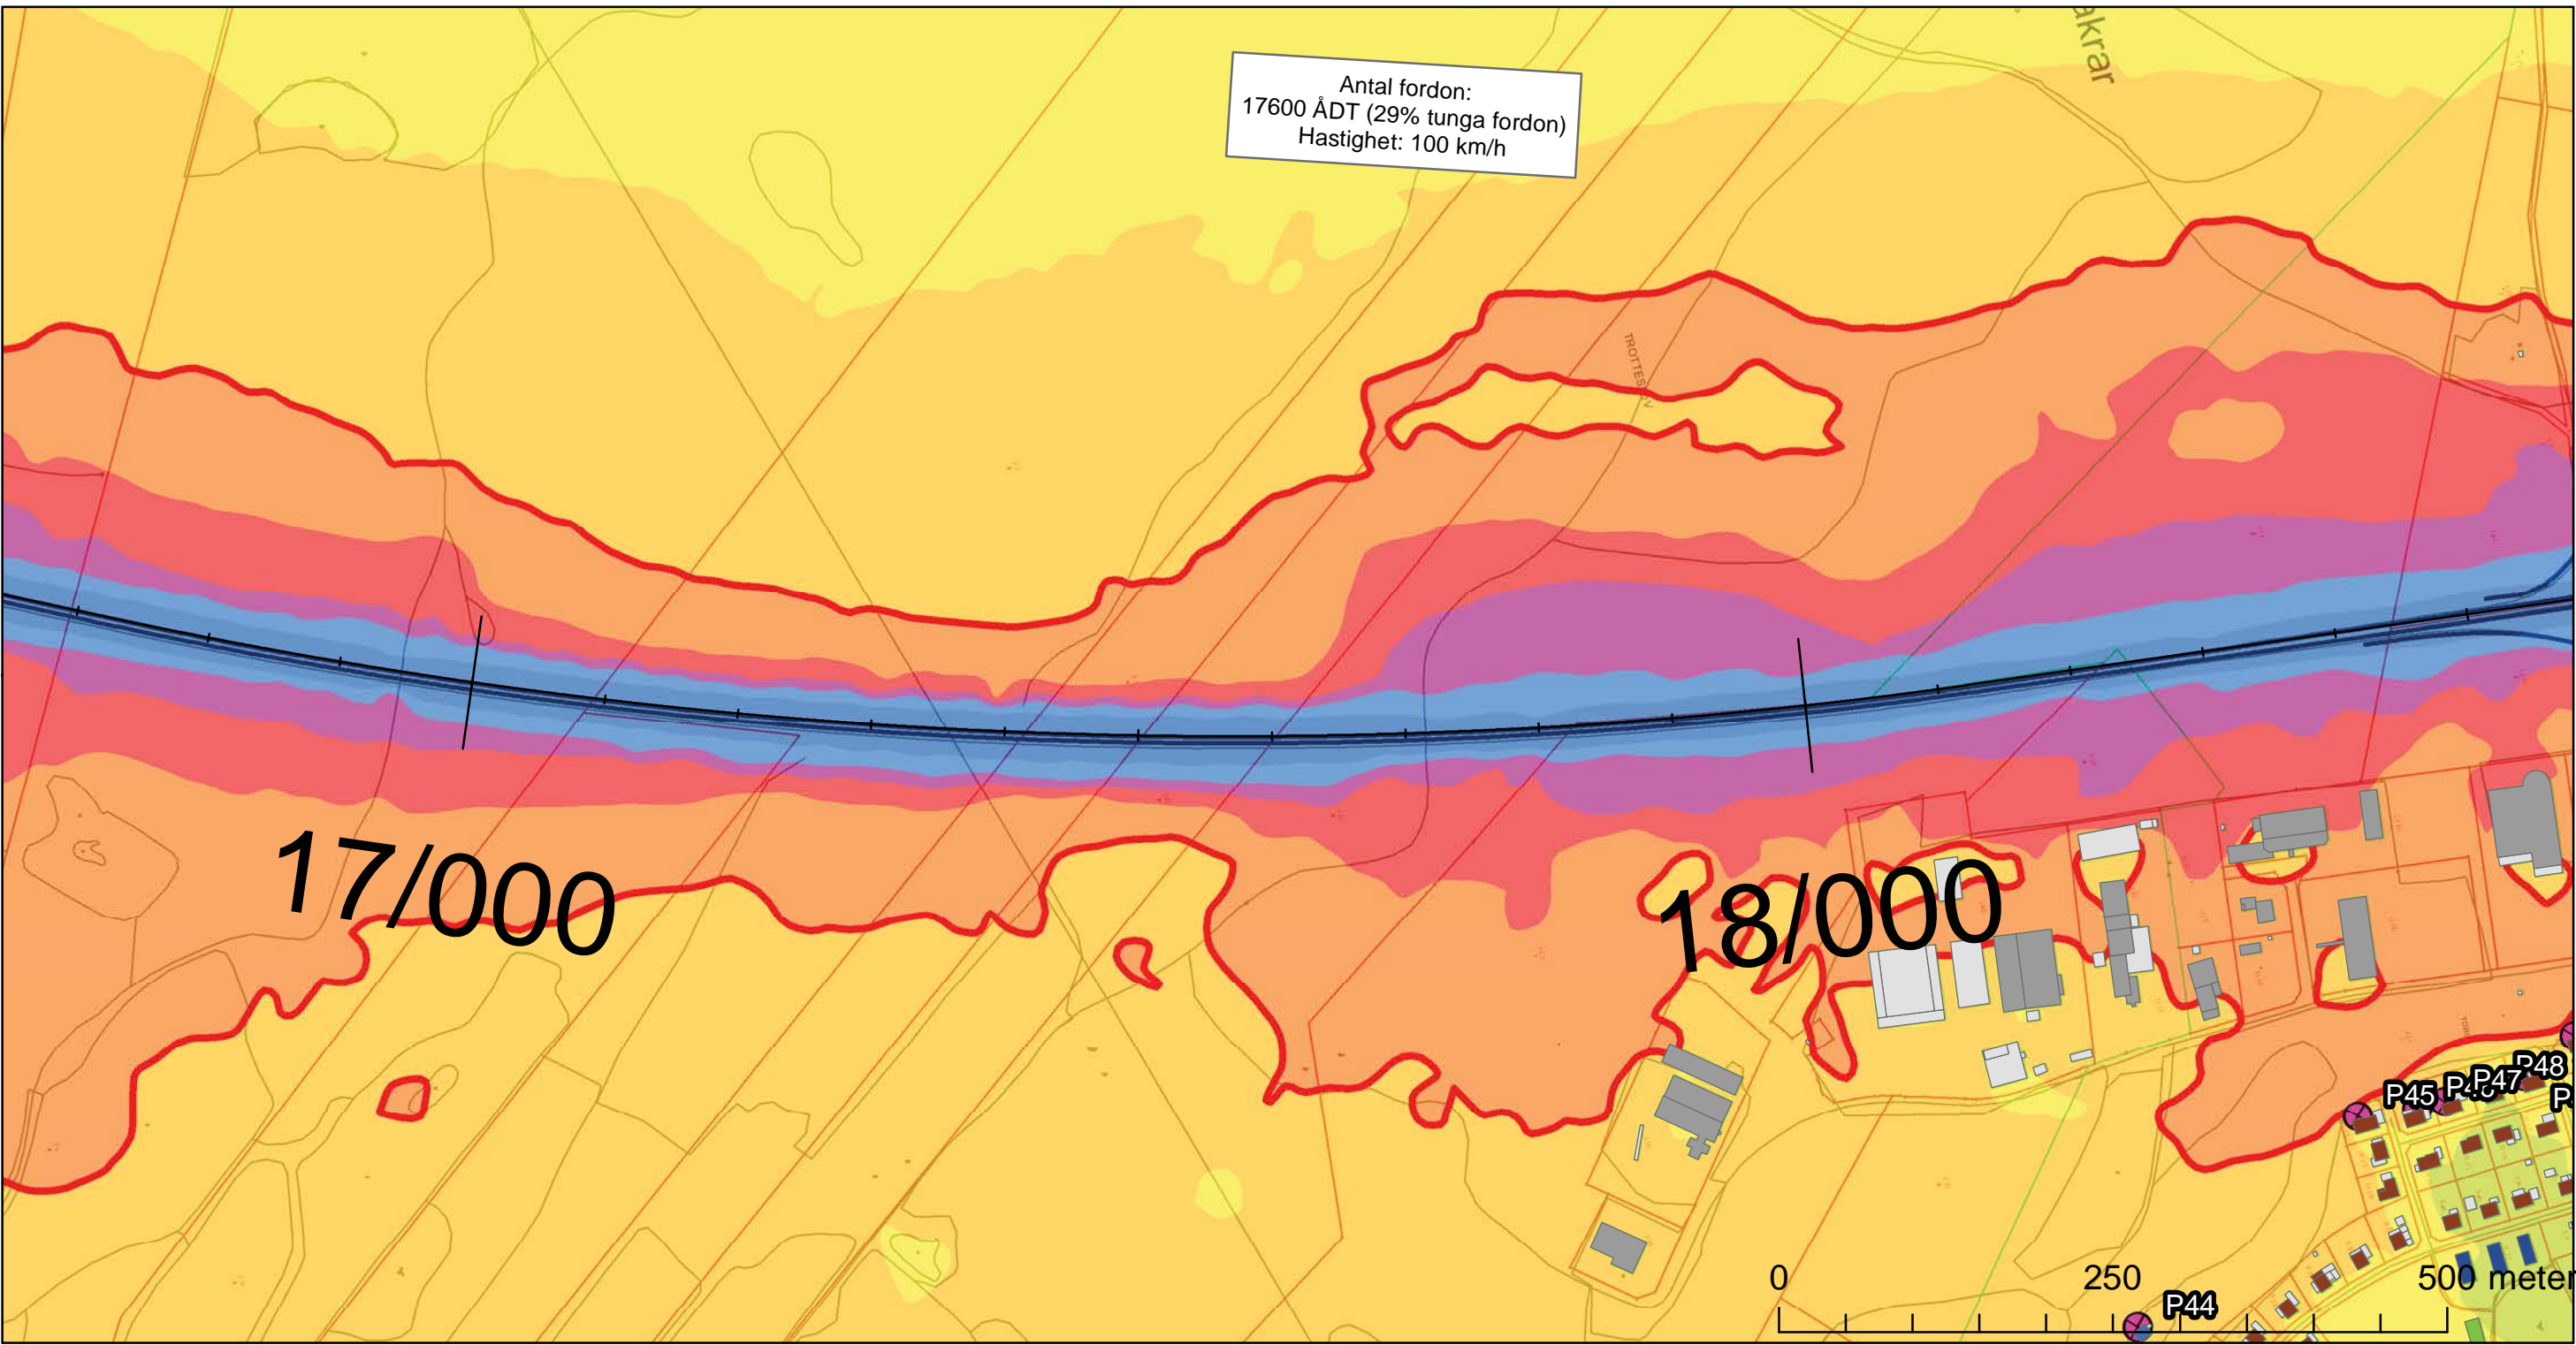 akrar
Antal fordon:
17600 ÅDT (29% tunga fordon)
Hastighet: 100 km/h
17/000
18/000
P45
P47
P48
P44
0 250 500 meter